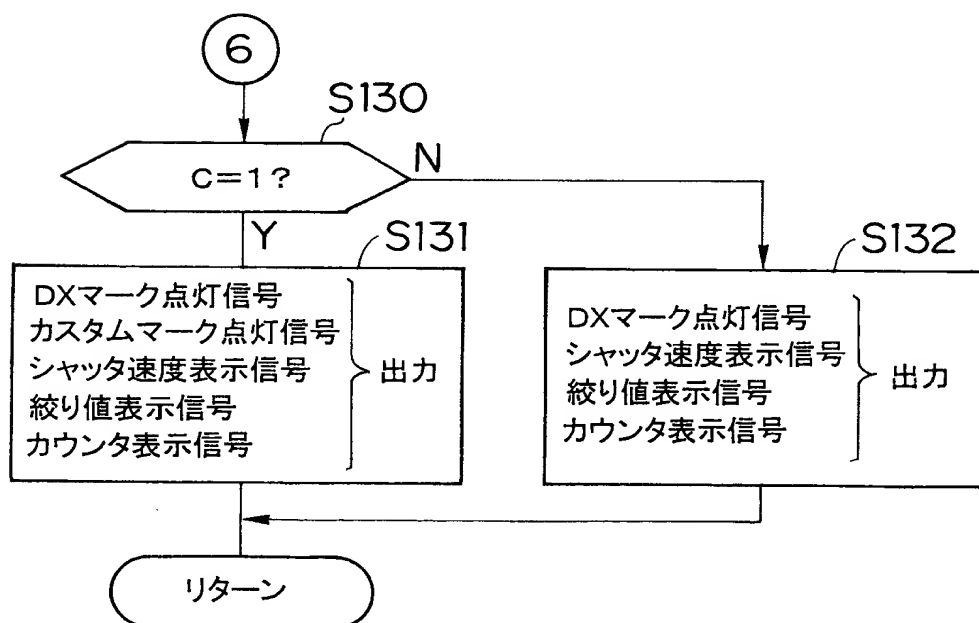 6
S130
C=1?
N
Y
S131
DXマーク点灯信号
カスタムマーク点灯信号
シャッタ速度表示信号
絞り値表示信号
カウンタ表示信号
出力
S132
DXマーク点灯信号
シャッタ速度表示信号
絞り値表示信号
カウンタ表示信号
出力
リターン